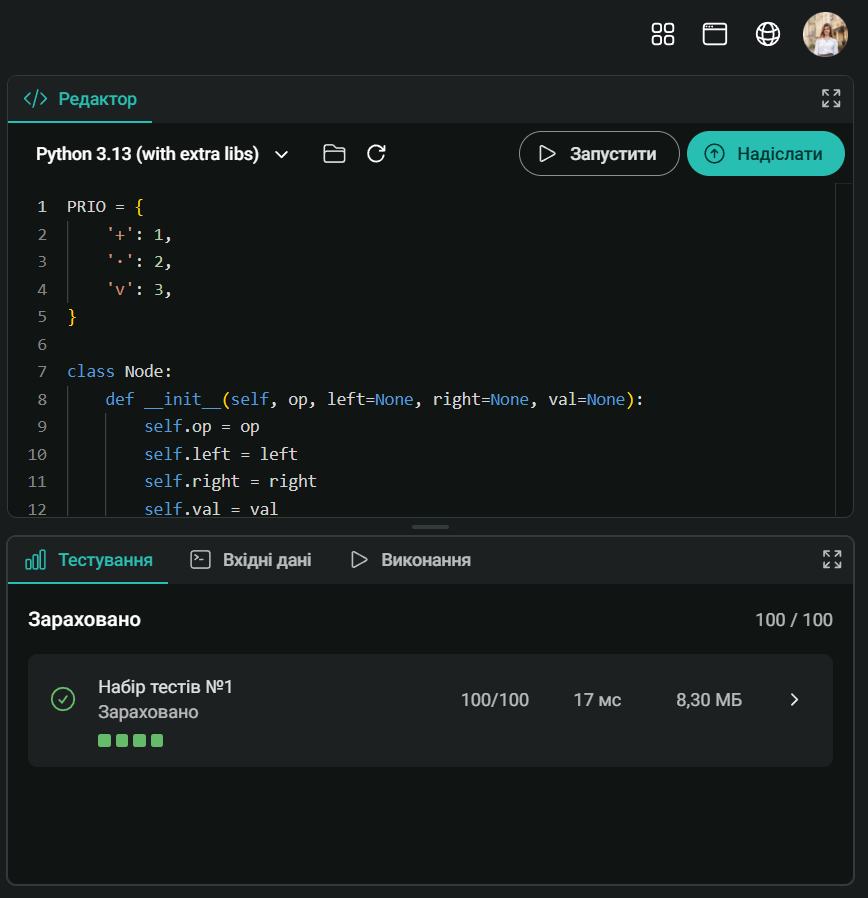 </> Редактор
Python 3.13 (with extra libs)
Запустити
Надіслати
1 PRIO = {
2     '+': 1,
3     '·': 2,
4     'v': 3,
5 }
6
7 class Node:
8     def __init__(self, op, left=None, right=None, val=None):
9         self.op = op
10         self.left = left
11         self.right = right
12         self.val = val
Тестування
Вхідні дані
Виконання
Зараховано 100 / 100
Набір тестів №1
Зараховано
100/100 17 мс 8,30 МБ